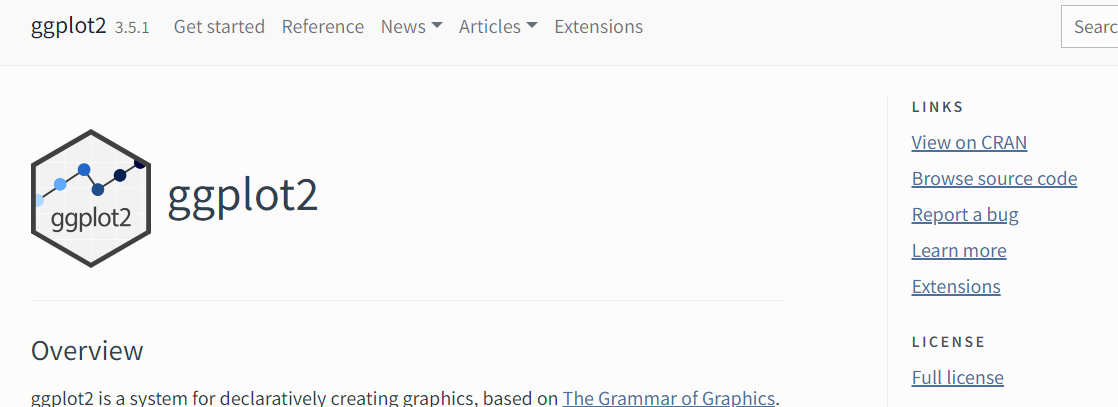 ggplot2 3.5.1 Get started Reference News Articles Extensions Searc
ggplot2
ggplot2
Overview
ggplot2 is a system for declaratively creating graphics, based on The Grammar of Graphics.
LINKS
View on CRAN
Browse source code
Report a bug
Learn more
Extensions
LICENSE
Full license